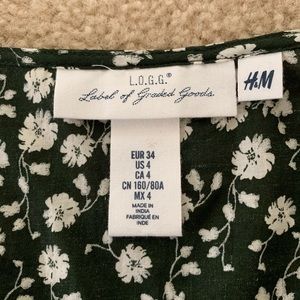 L.O.G.G.®
Label of Graded Goods.
H&M
EUR 34
US 4
CA 4
CN 160/80A
MX 4
MADE IN
INDIA
FABRIQUÉ EN
INDE